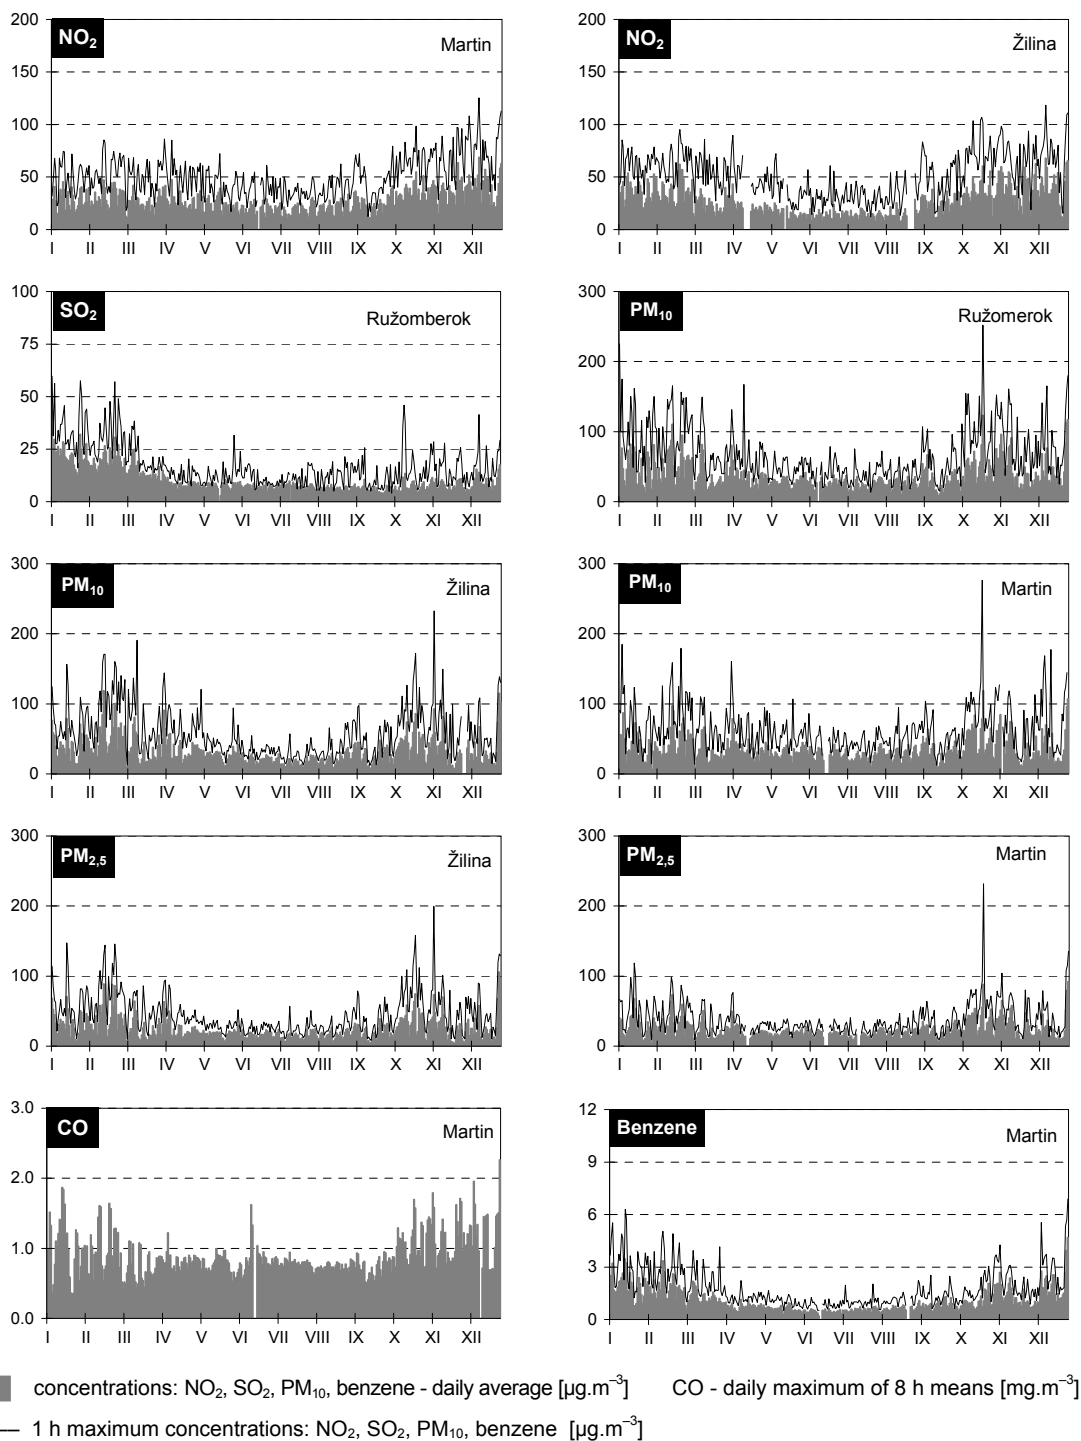 NO₂ Martin
200
150
100
50
0
I II III IV V VI VII VIII IX X XI XII
NO₂ Žilina
200
150
100
50
0
I II III IV V VI VII VIII IX X XI XII
SO₂ Ružomberok
100
75
50
25
0
I II III IV V VI VII VIII IX X XI XII
PM₁₀ Ružomerok
300
200
100
0
I II III IV V VI VII VIII IX X XI XII
PM₁₀ Žilina
300
200
100
0
I II III IV V VI VII VIII IX X XI XII
PM₁₀ Martin
300
200
100
0
I II III IV V VI VII VIII IX X XI XII
PM₂,₅ Žilina
300
200
100
0
I II III IV V VI VII VIII IX X XI XII
PM₂,₅ Martin
300
200
100
0
I II III IV V VI VII VIII IX X XI XII
CO Martin
3.0
2.0
1.0
0.0
I II III IV V VI VII VIII IX X XI XII
Benzene Martin
12
9
6
3
0
I II III IV V VI VII VIII IX X XI XII
concentrations: NO₂, SO₂, PM₁₀, benzene - daily average [µg.m⁻³] CO - daily maximum of 8 h means [mg.m⁻³]
1 h maximum concentrations: NO₂, SO₂, PM₁₀, benzene [µg.m⁻³]